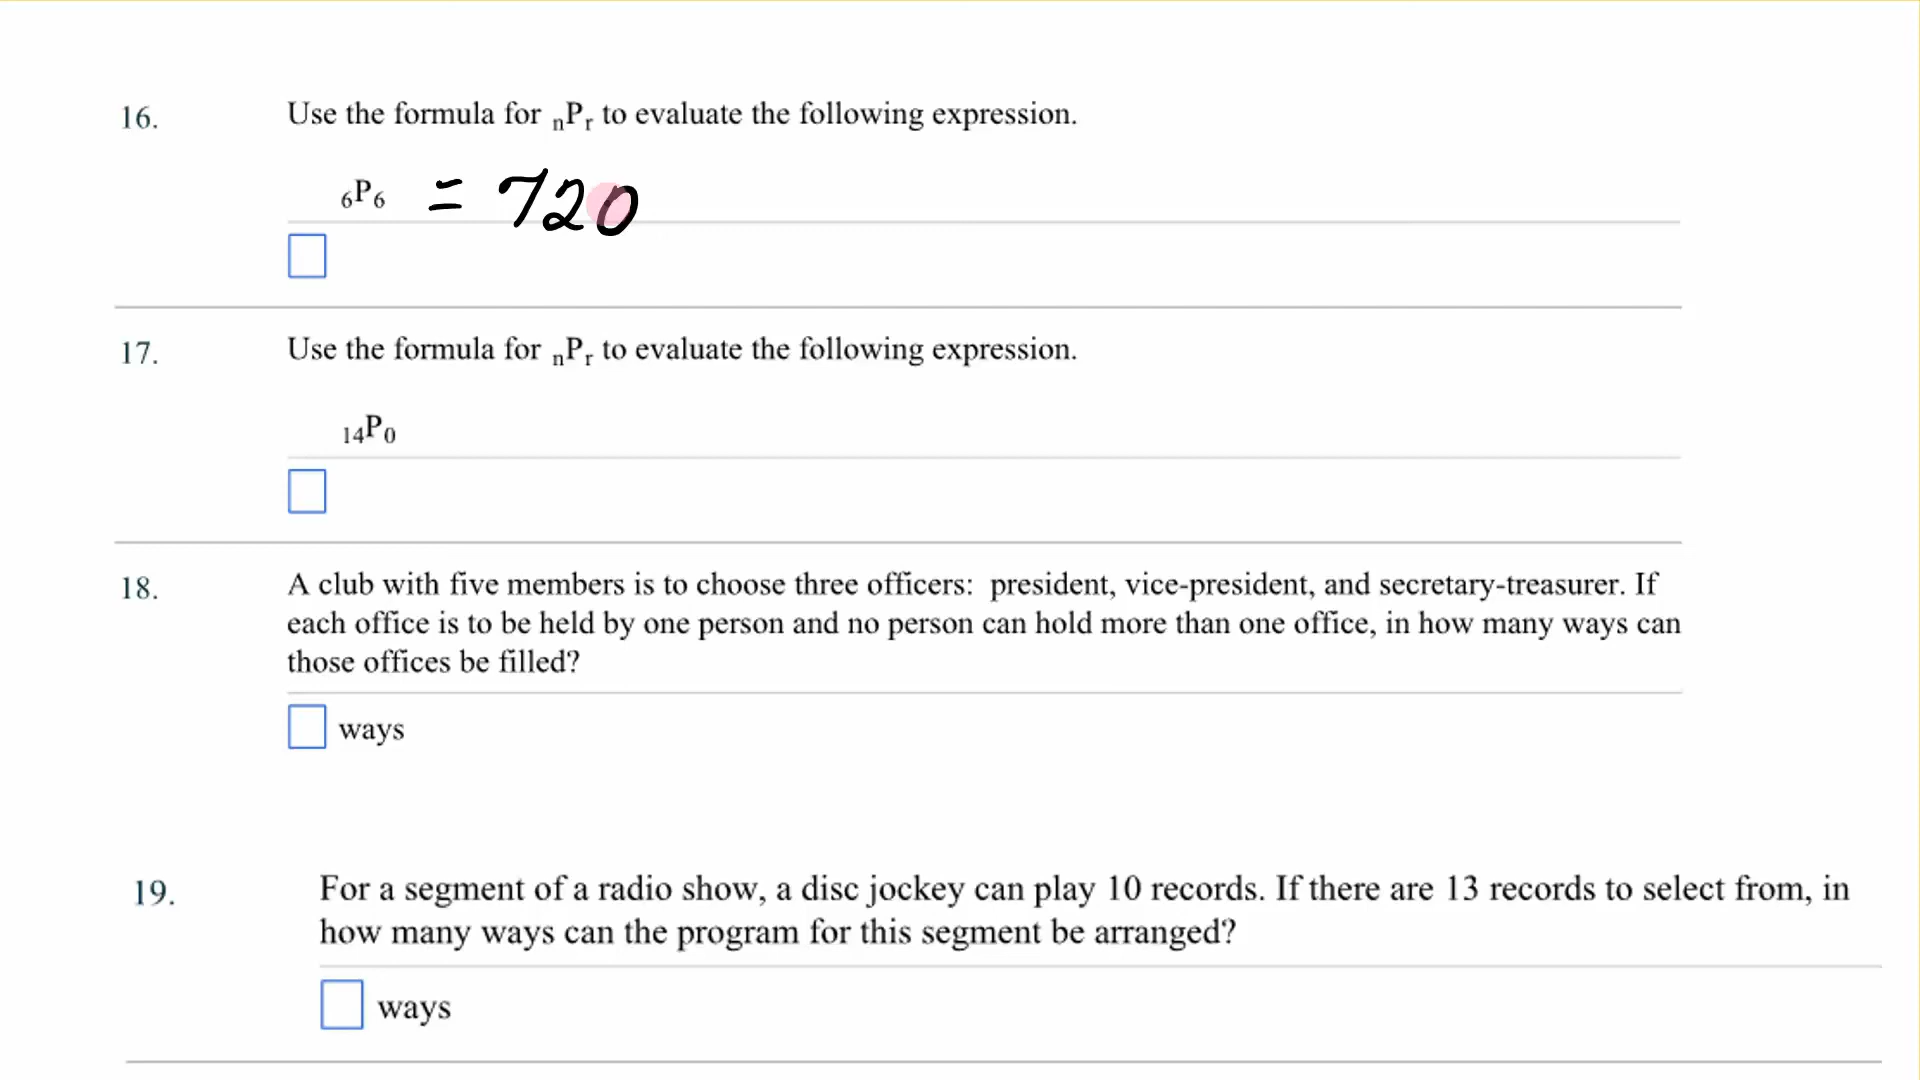 16. Use the formula for nPr to evaluate the following expression.
6P6 = 720
17. Use the formula for nPr to evaluate the following expression.
14P0
18. A club with five members is to choose three officers: president, vice-president, and secretary-treasurer. If
each office is to be held by one person and no person can hold more than one office, in how many ways can
those offices be filled?
ways
19. For a segment of a radio show, a disc jockey can play 10 records. If there are 13 records to select from, in
how many ways can the program for this segment be arranged?
ways